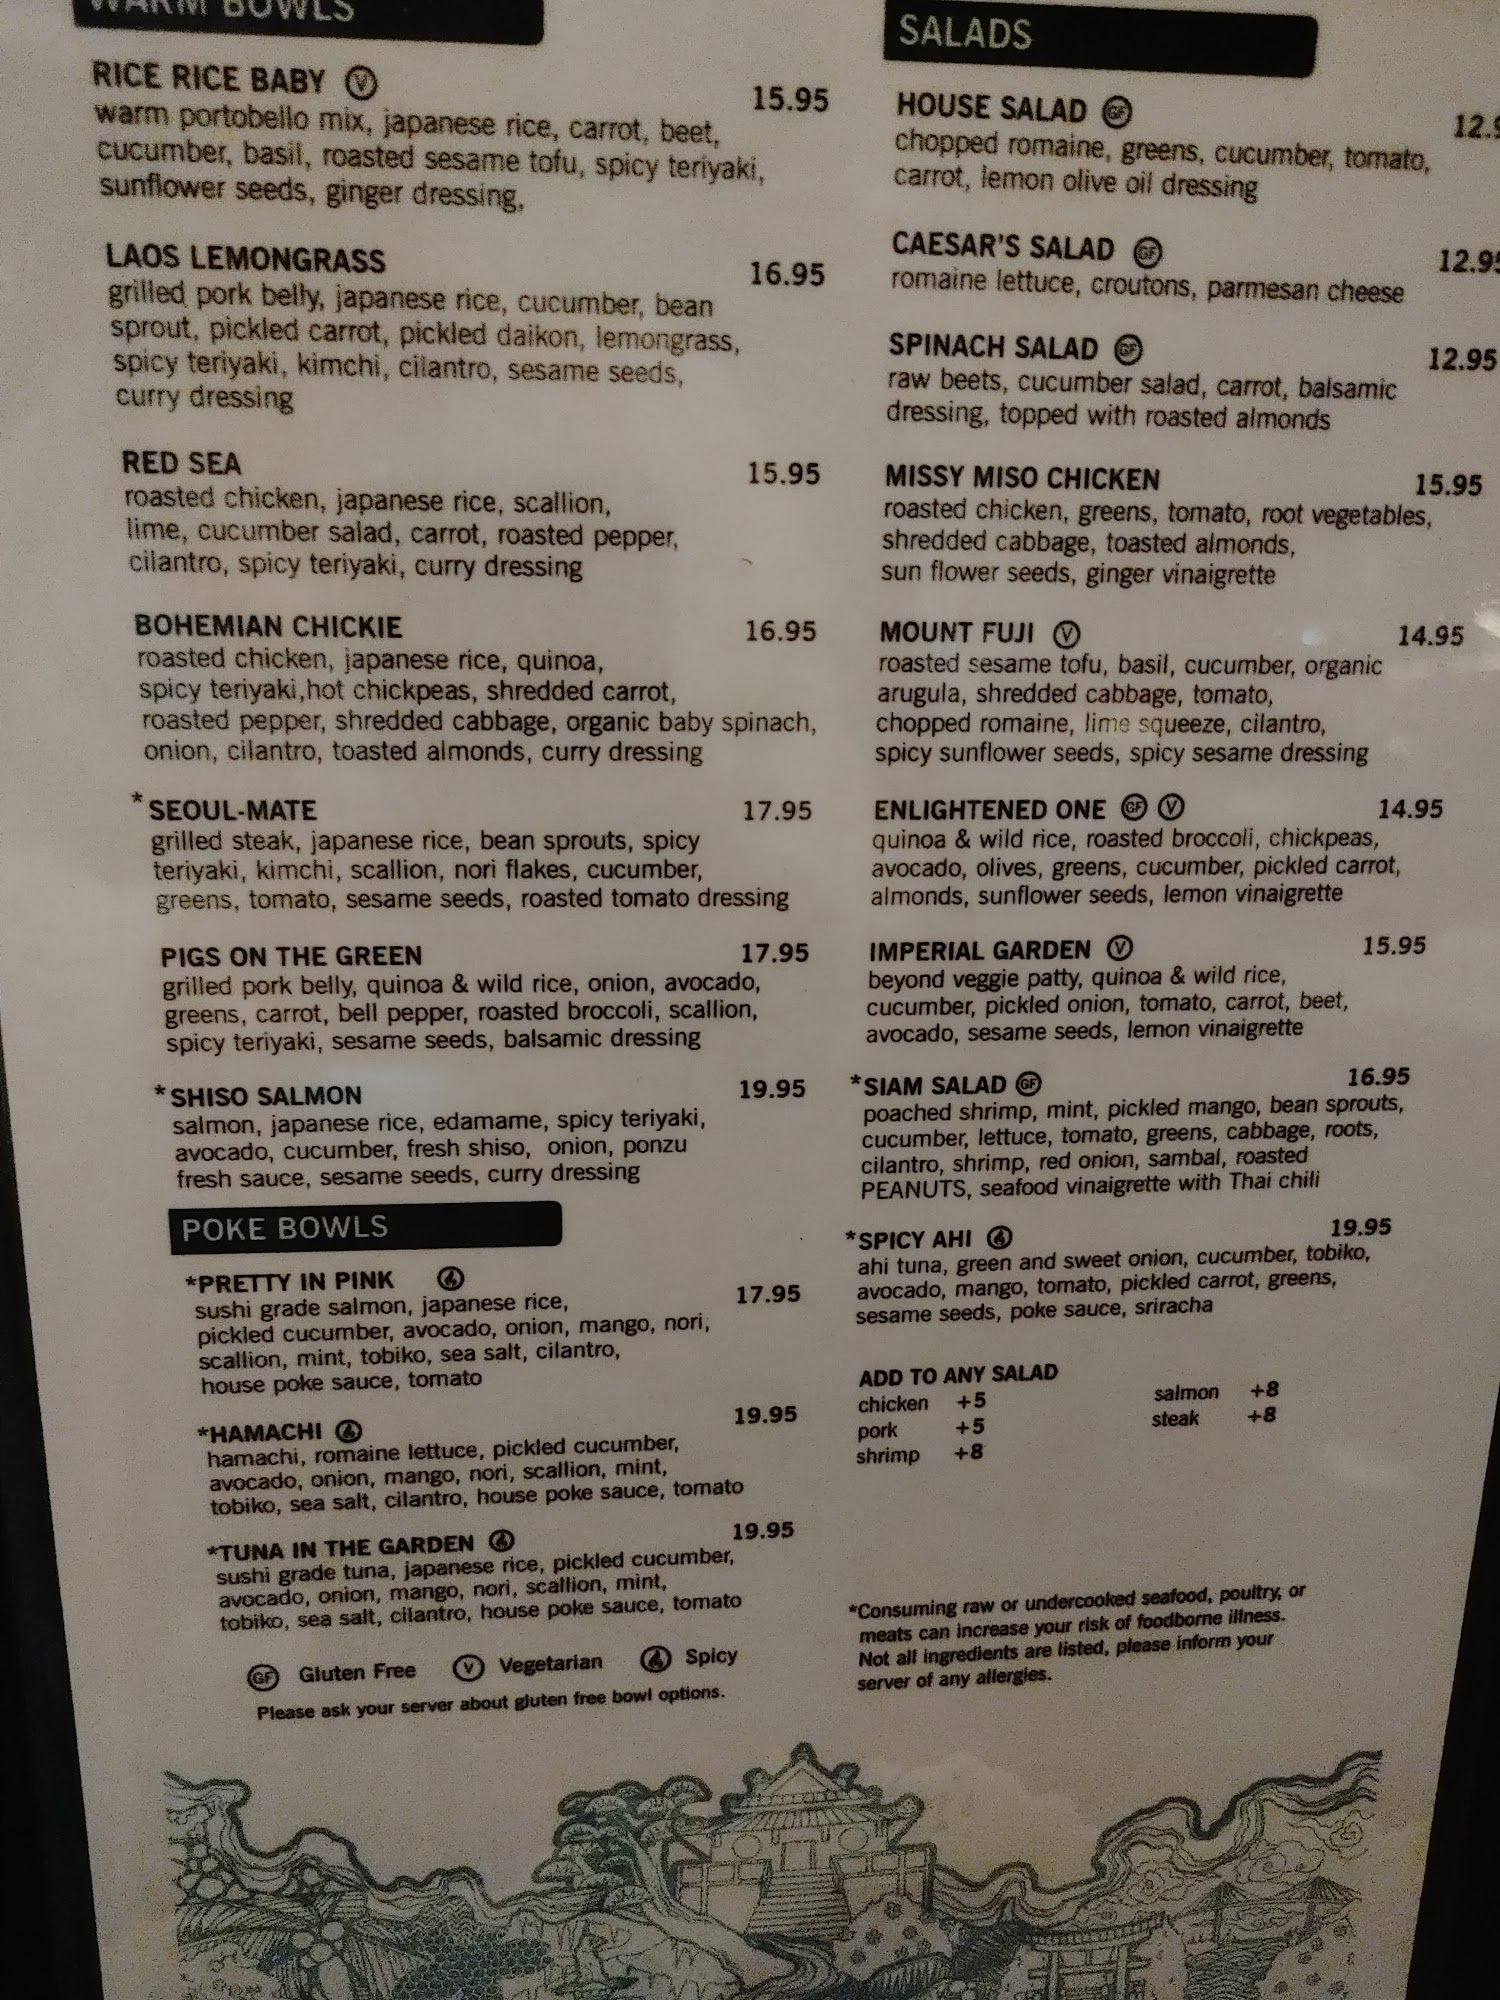 WARM BOWLS
RICE RICE BABY V
15.95
warm portobello mix, japanese rice, carrot, beet,
cucumber, basil, roasted sesame tofu, spicy teriyaki,
sunflower seeds, ginger dressing,
LAOS LEMONGRASS
16.95
grilled pork belly, japanese rice, cucumber, bean
sprout, pickled carrot, pickled daikon, lemongrass,
spicy teriyaki, kimchi, cilantro, sesame seeds,
curry dressing
RED SEA
15.95
roasted chicken, japanese rice, scallion,
lime, cucumber salad, carrot, roasted pepper,
cilantro, spicy teriyaki, curry dressing
BOHEMIAN CHICKIE
16.95
roasted chicken, japanese rice, quinoa,
spicy teriyaki,hot chickpeas, shredded carrot,
roasted pepper, shredded cabbage, organic baby spinach,
onion, cilantro, toasted almonds, curry dressing
*SEOUL-MATE
17.95
grilled steak, japanese rice, bean sprouts, spicy
teriyaki, kimchi, scallion, nori flakes, cucumber,
greens, tomato, sesame seeds, roasted tomato dressing
PIGS ON THE GREEN
17.95
grilled pork belly, quinoa & wild rice, onion, avocado,
greens, carrot, bell pepper, roasted broccoli, scallion,
spicy teriyaki, sesame seeds, balsamic dressing
*SHISO SALMON
19.95
salmon, japanese rice, edamame, spicy teriyaki,
avocado, cucumber, fresh shiso, onion, ponzu
fresh sauce, sesame seeds, curry dressing
POKE BOWLS
*PRETTY IN PINK
17.95
sushi grade salmon, japanese rice,
pickled cucumber, avocado, onion, mango, nori,
scallion, mint, tobiko, sea salt, cilantro,
house poke sauce, tomato
*HAMACHI
19.95
hamachi, romaine lettuce, pickled cucumber,
avocado, onion, mango, nori, scallion, mint,
tobiko, sea salt, cilantro, house poke sauce, tomato
*TUNA IN THE GARDEN
19.95
sushi grade tuna, japanese rice, pickled cucumber,
avocado, onion, mango, nori, scallion, mint,
tobiko, sea salt, cilantro, house poke sauce, tomato
GF Gluten Free V Vegetarian Spicy
Please ask your server about gluten free bowl options.
SALADS
HOUSE SALAD GF
12.9
chopped romaine, greens, cucumber, tomato,
carrot, lemon olive oil dressing
CAESAR'S SALAD GF
12.95
romaine lettuce, croutons, parmesan cheese
SPINACH SALAD GF
12.95
raw beets, cucumber salad, carrot, balsamic
dressing, topped with roasted almonds
MISSY MISO CHICKEN
15.95
roasted chicken, greens, tomato, root vegetables,
shredded cabbage, toasted almonds,
sun flower seeds, ginger vinaigrette
MOUNT FUJI V
14.95
roasted sesame tofu, basil, cucumber, organic
arugula, shredded cabbage, tomato,
chopped romaine, lime squeeze, cilantro,
spicy sunflower seeds, spicy sesame dressing
ENLIGHTENED ONE GF V
14.95
quinoa & wild rice, roasted broccoli, chickpeas,
avocado, olives, greens, cucumber, pickled carrot,
almonds, sunflower seeds, lemon vinaigrette
IMPERIAL GARDEN V
15.95
beyond veggie patty, quinoa & wild rice,
cucumber, pickled onion, tomato, carrot, beet,
avocado, sesame seeds, lemon vinaigrette
*SIAM SALAD GF
16.95
poached shrimp, mint, pickled mango, bean sprouts,
cucumber, lettuce, tomato, greens, cabbage, roots,
cilantro, shrimp, red onion, sambal, roasted
PEANUTS, seafood vinaigrette with Thai chili
*SPICY AHI
19.95
ahi tuna, green and sweet onion, cucumber, tobiko,
avocado, mango, tomato, pickled carrot, greens,
sesame seeds, poke sauce, sriracha
ADD TO ANY SALAD
chicken +5 salmon +8
pork +5 steak +8
shrimp +8
*Consuming raw or undercooked seafood, poultry, or
meats can increase your risk of foodborne illness.
Not all ingredients are listed, please inform your
server of any allergies.